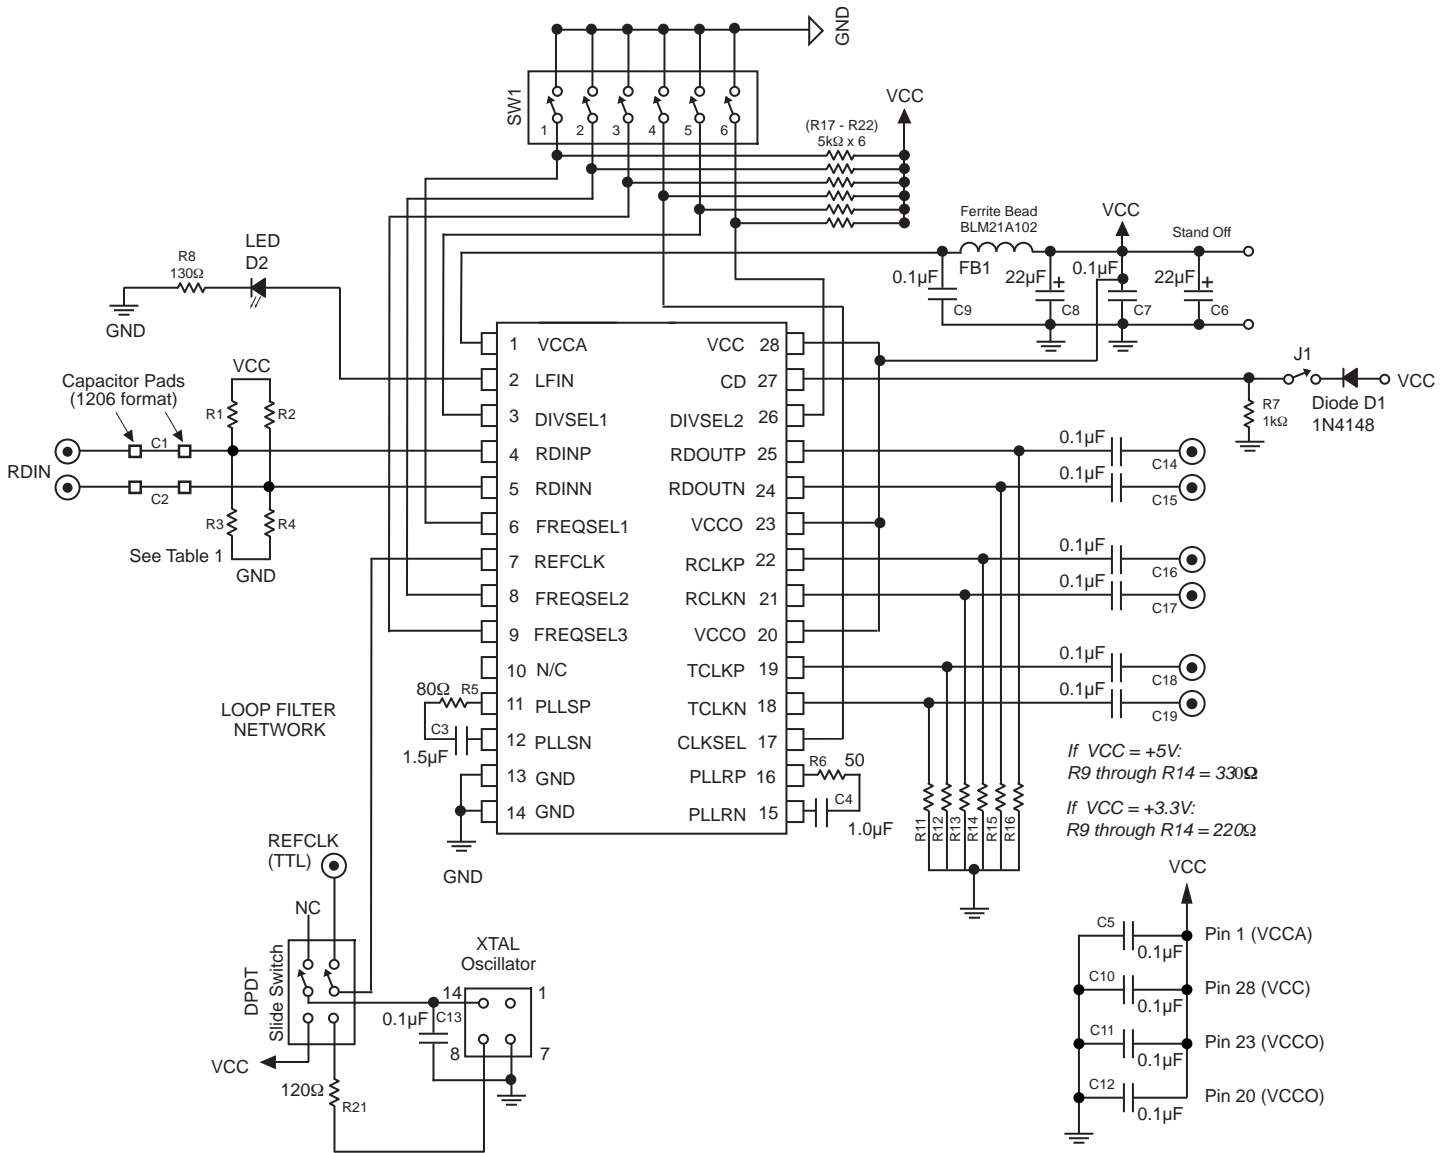 GND
SW1
1 2 3 4 5 6
VCC
(R17 - R22)
5kΩ x 6
Ferrite Bead
BLM21A102
FB1
VCC
Stand Off
0.1µF
C9
22µF
+
C8
0.1µF
C7
22µF
+
C6
LED
D2
R8
130Ω
GND
VCC
Capacitor Pads
(1206 format)
R1
R2
C1
RDIN
C2
R3
R4
See Table 1
GND
1 VCCA
2 LFIN
3 DIVSEL1
4 RDINP
5 RDINN
6 FREQSEL1
7 REFCLK
8 FREQSEL2
9 FREQSEL3
10 N/C
11 PLLSP
12 PLLSN
13 GND
14 GND
VCC 28
CD 27
DIVSEL2 26
RDOUTP 25
RDOUTN 24
VCCO 23
RCLKP 22
RCLKN 21
VCCO 20
TCLKP 19
TCLKN 18
CLKSEL 17
PLLRP 16
PLLRN 15
J1
VCC
R7
1kΩ
Diode D1
1N4148
0.1µF
C14
0.1µF
C15
0.1µF
C16
0.1µF
C17
0.1µF
C18
0.1µF
C19
LOOP FILTER
NETWORK
80Ω
R5
C3
1.5µF
GND
R6
50
C4
1.0µF
R11
R12
R13
R14
R15
R16
If VCC = +5V:
R9 through R14 = 330Ω
If VCC = +3.3V:
R9 through R14 = 220Ω
REFCLK
(TTL)
NC
DPDT
Slide Switch
VCC
120Ω
R21
XTAL
Oscillator
14
1
0.1µF
C13
8
7
VCC
C5
0.1µF
Pin 1 (VCCA)
C10
0.1µF
Pin 28 (VCC)
C11
0.1µF
Pin 23 (VCCO)
C12
0.1µF
Pin 20 (VCCO)